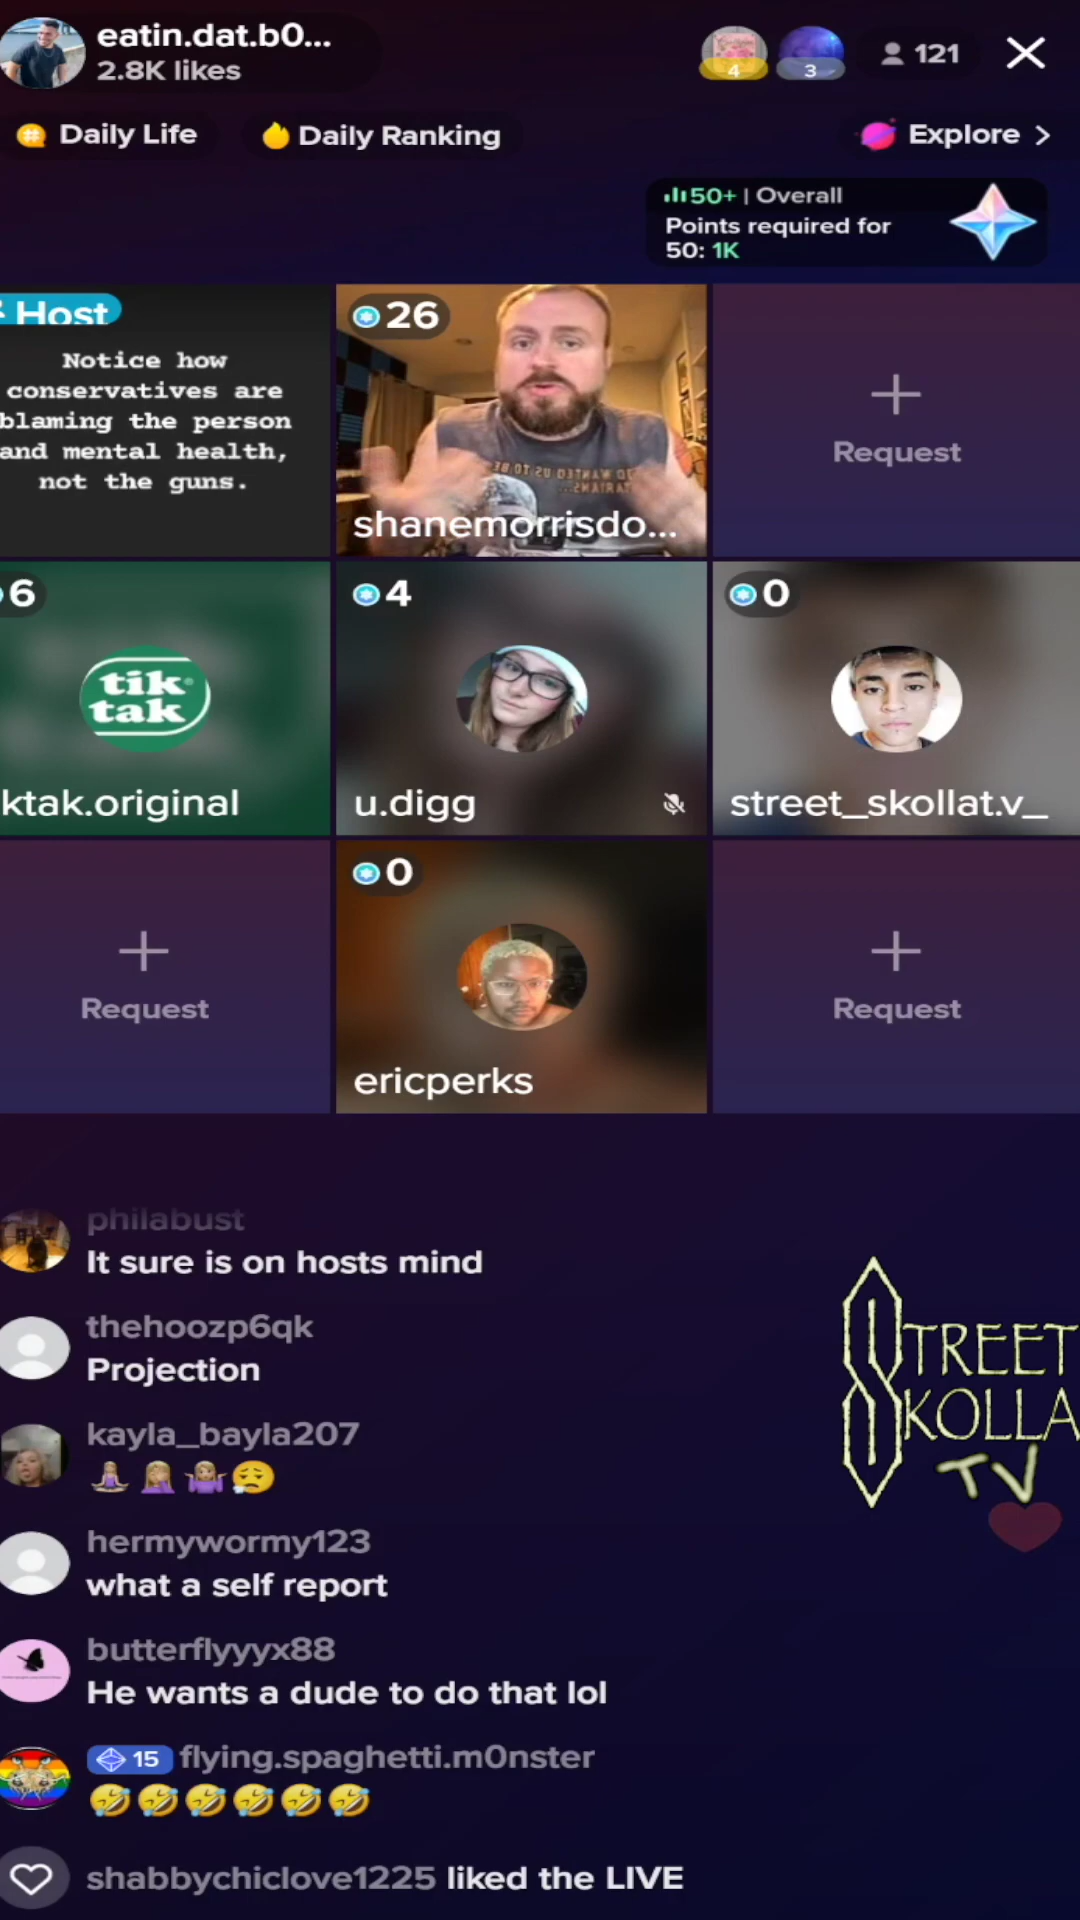 eatin.dat.b0...
2.8K likes
4
3
121
Daily Life
Daily Ranking
Explore >
50+ | Overall
Points required for
50: 1K
Host
Notice how
conservatives are
blaming the person
and mental health,
not the guns.
26
shanemorrisdo...
Request
6
tik
tak
ktak.original
4
u.digg
0
street_skollat.v_
Request
0
ericperks
Request
philabust
It sure is on hosts mind
thehoozp6qk
Projection
kayla_bayla207
🧘🏼‍♀️🤦🏼‍♀️🤷🏼‍♀️😮‍💨
hermywormy123
what a self report
butterflyyyx88
He wants a dude to do that lol
15 flying.spaghetti.m0nster
🤣🤣🤣🤣🤣🤣
shabbychiclove1225 liked the LIVE
STREET
SKOLLA
TV